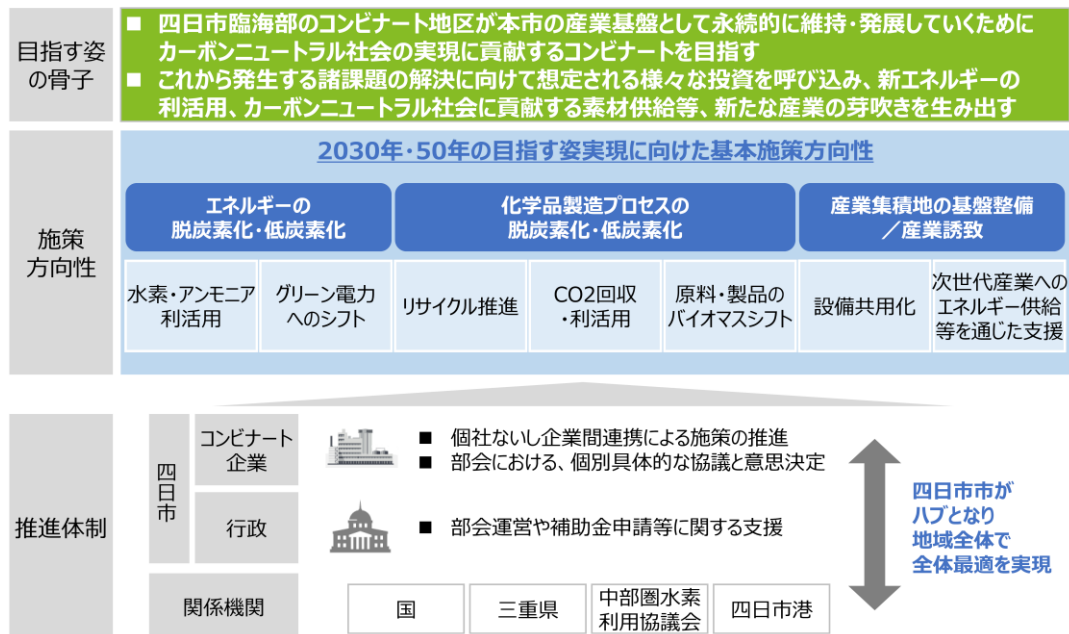 目指す姿
の骨子
■ 四日市臨海部のコンビナート地区が本市の産業基盤として永続的に維持・発展していくために
カーボンニュートラル社会の実現に貢献するコンビナートを目指す
■ これから発生する諸課題の解決に向けて想定される様々な投資を呼び込み、新エネルギーの
利活用、カーボンニュートラル社会に貢献する素材供給等、新たな産業の芽吹きを生み出す
施策
方向性
2030年・50年の目指す姿実現に向けた基本施策方向性
エネルギーの
脱炭素化・低炭素化
化学品製造プロセスの
脱炭素化・低炭素化
産業集積地の基盤整備
／産業誘致
水素・アンモニア
利活用
グリーン電力
へのシフト
リサイクル推進
CO2回収
・利活用
原料・製品の
バイオマスシフト
設備共用化
次世代産業への
エネルギー供給
等を通じた支援
推進体制
四日市
コンビナート
企業
■ 個社ないし企業間連携による施策の推進
■ 部会における、個別具体的な協議と意思決定
行政
■ 部会運営や補助金申請等に関する支援
関係機関
国
三重県
中部圏水素
利用協議会
四日市港
四日市市が
ハブとなり
地域全体で
全体最適を実現